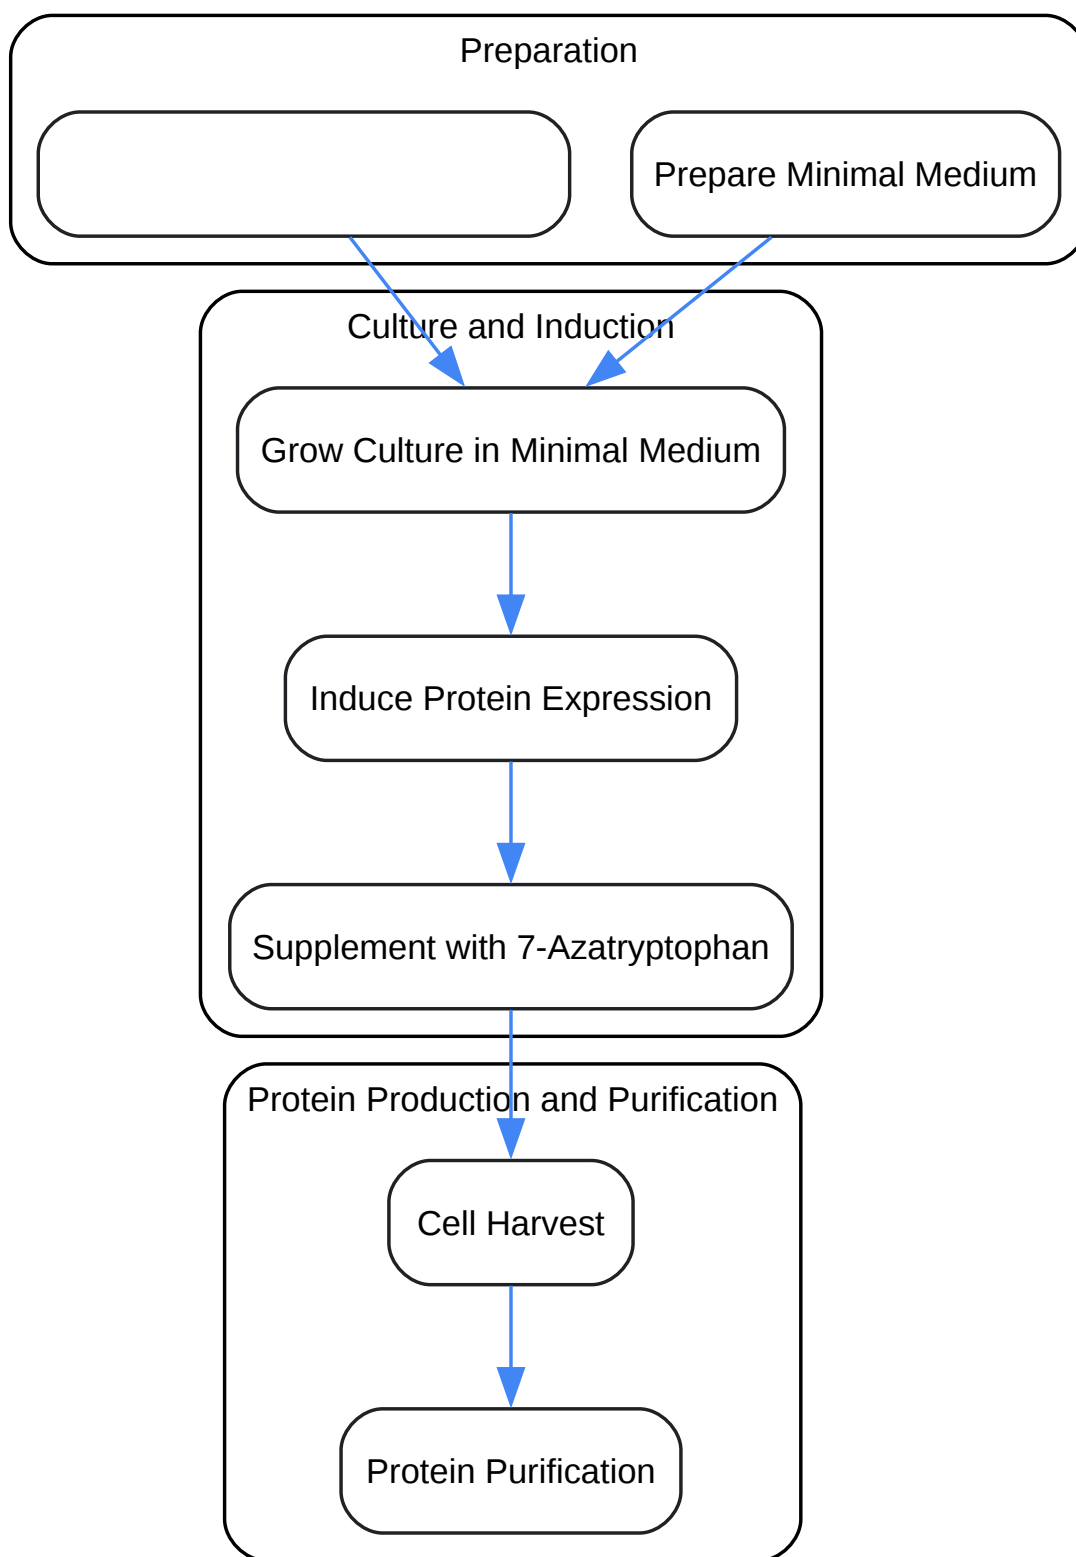 Preparation
Prepare Minimal Medium
Culture and Induction
Grow Culture in Minimal Medium
Induce Protein Expression
Supplement with 7-Azatryptophan
Protein Production and Purification
Cell Harvest
Protein Purification